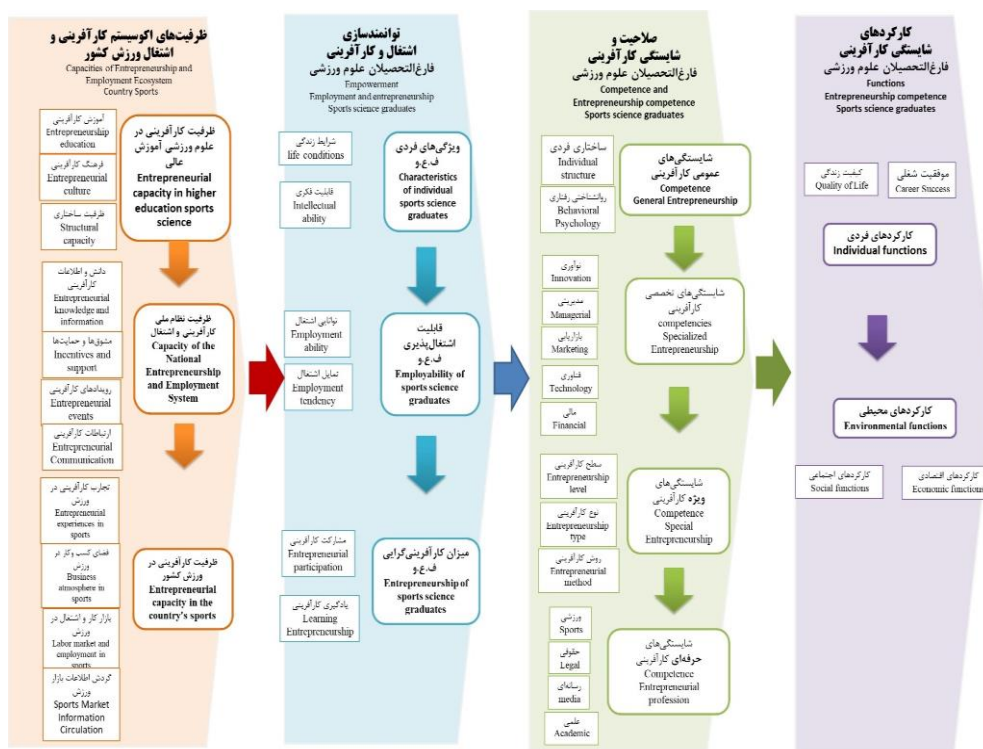 ظرفیت‌های اکوسیستم کارآفرینی و
اشتغال ورزش کشور
Capacities of Entrepreneurship and
Employment Ecosystem
Country Sports
آموزش کارآفرینی
Entrepreneurship
education
فرهنگ کارآفرینی
Entrepreneurial
culture
ظرفیت ساختاری
Structural
capacity
ظرفیت کارآفرینی در
علوم ورزشی آموزش
عالی
Entrepreneurial
capacity in higher
education sports
science
دانش و اطلاعات
کارآفرینی
Entrepreneurial
knowledge and
information
مشوق‌ها و حمایت‌ها
Incentives and
support
رویدادهای کارآفرینی
Entrepreneurial
events
ارتباطات کارآفرینی
Entrepreneurial
Communication
ظرفیت نظام ملی
کارآفرینی و اشتغال
Capacity of the
National
Entrepreneurship
and Employment
System
تجارب کارآفرینی در
ورزش
Entrepreneurial
experiences in
sports
فضای کسب وکار در
ورزش
Business
atmosphere in
sports
بازار کار و اشتغال در
ورزش
Labor market and
employment in
sports
گردش اطلاعات بازار
ورزش
Sports Market
Information
Circulation
ظرفیت کارآفرینی در
ورزش کشور
Entrepreneurial
capacity in the
country's sports
توانمندسازی
اشتغال و کارآفرینی
فارغ‌التحصیلان علوم ورزشی
Empowerment
Employment and entrepreneurship
Sports science graduates
شرایط زندگی
life conditions
قابلیت فکری
Intellectual
ability
ویژگی‌های فردی
ف.ع.و
Characteristics
of individual
sports science
graduates
توانایی اشتغال
Employment
ability
تمایل اشتغال
Employment
tendency
قابلیت
اشتغال‌پذیری
ف.ع.و
Employability of
sports science
graduates
مشارکت کارآفرینی
Entrepreneurial
participation
یادگیری کارآفرینی
Learning
Entrepreneurship
میزان کارآفرینی‌گرایی
ف.ع.و
Entrepreneurship of
sports science
graduates
صلاحیت و
شایستگی کارآفرینی
فارغ‌التحصیلان علوم ورزشی
Competence and
Entrepreneurship competence
Sports science graduates
ساختاری فردی
Individual
structure
روانشناختی رفتاری
Behavioral
Psychology
شایستگی‌های
عمومی کارآفرینی
Competence
General Entrepreneurship
نوآوری
Innovation
مدیریتی
Managerial
بازاریابی
Marketing
فناوری
Technology
مالی
Financial
شایستگی‌های تخصصی
کارآفرینی
competencies
Specialized
Entrepreneurship
سطح کارآفرینی
Entrepreneurship
level
نوع کارآفرینی
Entrepreneurship
type
روش کارآفرینی
Entrepreneurial
method
شایستگی‌های
ویژه کارآفرینی
Competence
Special
Entrepreneurship
ورزشی
Sports
حقوقی
Legal
رسانه‌ای
media
علمی
Academic
شایستگی‌های
حرفه‌ای کارآفرینی
Competence
Entrepreneurial
profession
کارکردهای
شایستگی کارآفرینی
فارغ‌التحصیلان علوم ورزشی
Functions
Entrepreneurship competence
Sports science graduates
کیفیت زندگی
Quality of Life
موفقیت شغلی
Career Success
کارکردهای فردی
Individual functions
کارکردهای محیطی
Environmental functions
کارکردهای اجتماعی
Social functions
کارکردهای اقتصادی
Economic functions